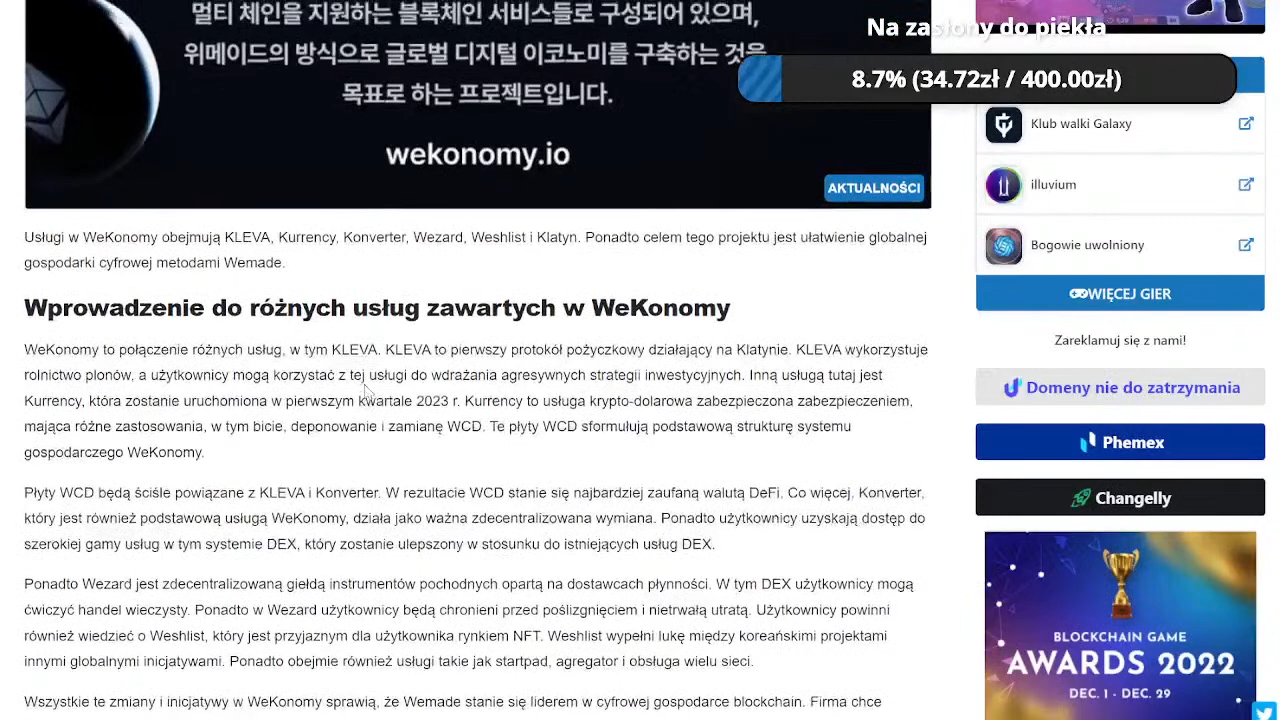 멀티 체인을 지원하는 블록체인 서비스들로 구성되어 있으며,
위메이드의 방식으로 글로벌 디지털 이코노미를 구축하는 것을
목표로 하는 프로젝트입니다.
wekonomy.io
AKTUALNOŚCI
Usługi w WeKonomy obejmują KLEVA, Kurrency, Konverter, Wezard, Weshlist i Klatyn. Ponadto celem tego projektu jest ułatwienie globalnej
gospodarki cyfrowej metodami Wemade.
Wprowadzenie do różnych usług zawartych w WeKonomy
WeKonomy to połączenie różnych usług, w tym KLEVA. KLEVA to pierwszy protokół pożyczkowy działający na Klatynie. KLEVA wykorzystuje
rolnictwo plonów, a użytkownicy mogą korzystać z tej usługi do wdrażania agresywnych strategii inwestycyjnych. Inną usługą tutaj jest
Kurrency, która zostanie uruchomiona w pierwszym kwartale 2023 r. Kurrency to usługa krypto-dolarowa zabezpieczona zabezpieczeniem,
mająca różne zastosowania, w tym bicie, deponowanie i zamianę WCD. Te płyty WCD sformułują podstawową strukturę systemu
gospodarczego WeKonomy.
Płyty WCD będą ściśle powiązane z KLEVA i Konverter. W rezultacie WCD stanie się najbardziej zaufaną walutą DeFi. Co więcej, Konverter,
który jest również podstawową usługą WeKonomy, działa jako ważna zdecentralizowana wymiana. Ponadto użytkownicy uzyskają dostęp do
szerokiej gamy usług w tym systemie DEX, który zostanie ulepszony w stosunku do istniejących usług DEX.
Ponadto Wezard jest zdecentralizowaną giełdą instrumentów pochodnych opartą na dostawcach płynności. W tym DEX użytkownicy mogą
ćwiczyć handel wieczysty. Ponadto w Wezard użytkownicy będą chronieni przed poślizgnięciem i nietrwałą utratą. Użytkownicy powinni
również wiedzieć o Weshlist, który jest przyjaznym dla użytkownika rynkiem NFT. Weshlist wypełni lukę między koreańskimi projektami
innymi globalnymi inicjatywami. Ponadto obejmie również usługi takie jak startpad, agregator i obsługa wielu sieci.
Wszystkie te zmiany i inicjatywy w WeKonomy sprawią, że Wemade stanie się liderem w cyfrowej gospodarce blockchain. Firma chce
Na zasłony do piekła
8.7% (34.72zł / 400.00zł)
Klub walki Galaxy
illuvium
Bogowie uwolniony
WIĘCEJ GIER
Zareklamuj się z nami!
Domeny nie do zatrzymania
Phemex
Changelly
BLOCKCHAIN GAME
AWARDS 2022
DEC. 1 - DEC. 29